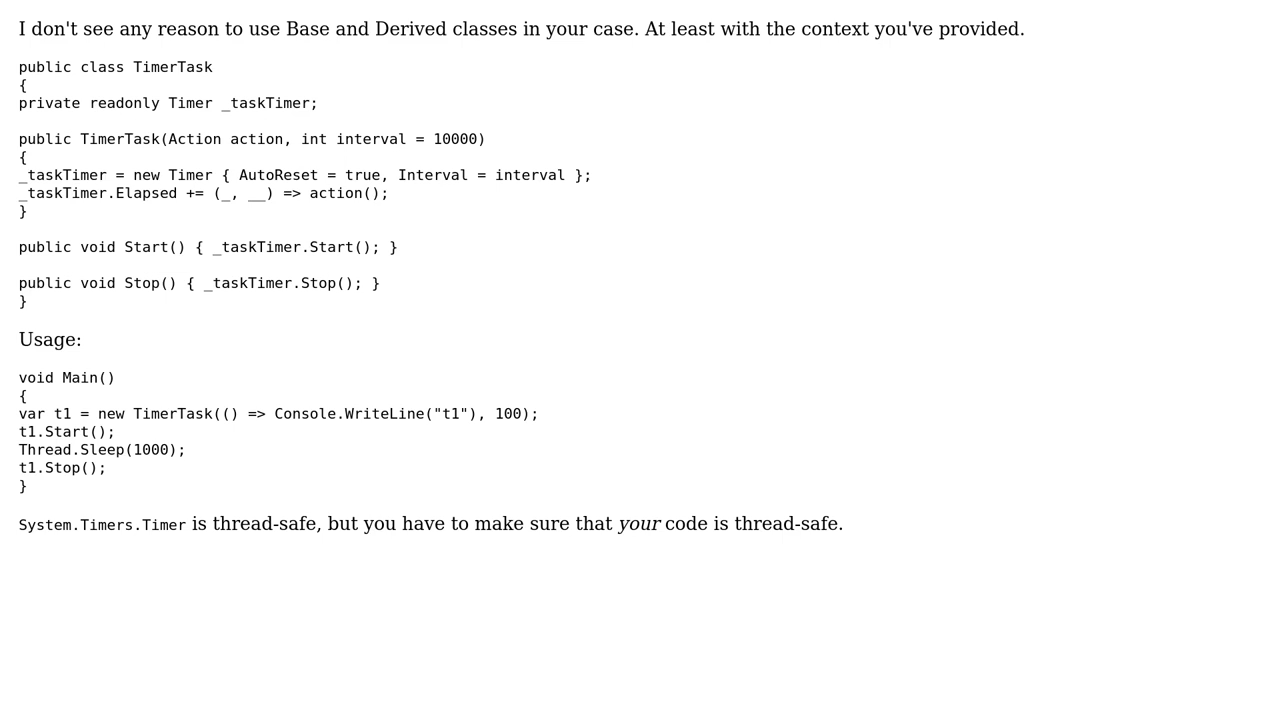 I don't see any reason to use Base and Derived classes in your case. At least with the context you've provided.
public class TimerTask
{
private readonly Timer _taskTimer;
public TimerTask(Action action, int interval = 10000)
{
_taskTimer = new Timer { AutoReset = true, Interval = interval };
_taskTimer.Elapsed += (_, __) => action();
}
public void Start() { _taskTimer.Start(); }
public void Stop() { _taskTimer.Stop(); }
}
Usage:
void Main()
{
var t1 = new TimerTask(() => Console.WriteLine("t1"), 100);
t1.Start();
Thread.Sleep(1000);
t1.Stop();
}
System.Timers.Timer is thread-safe, but you have to make sure that your code is thread-safe.